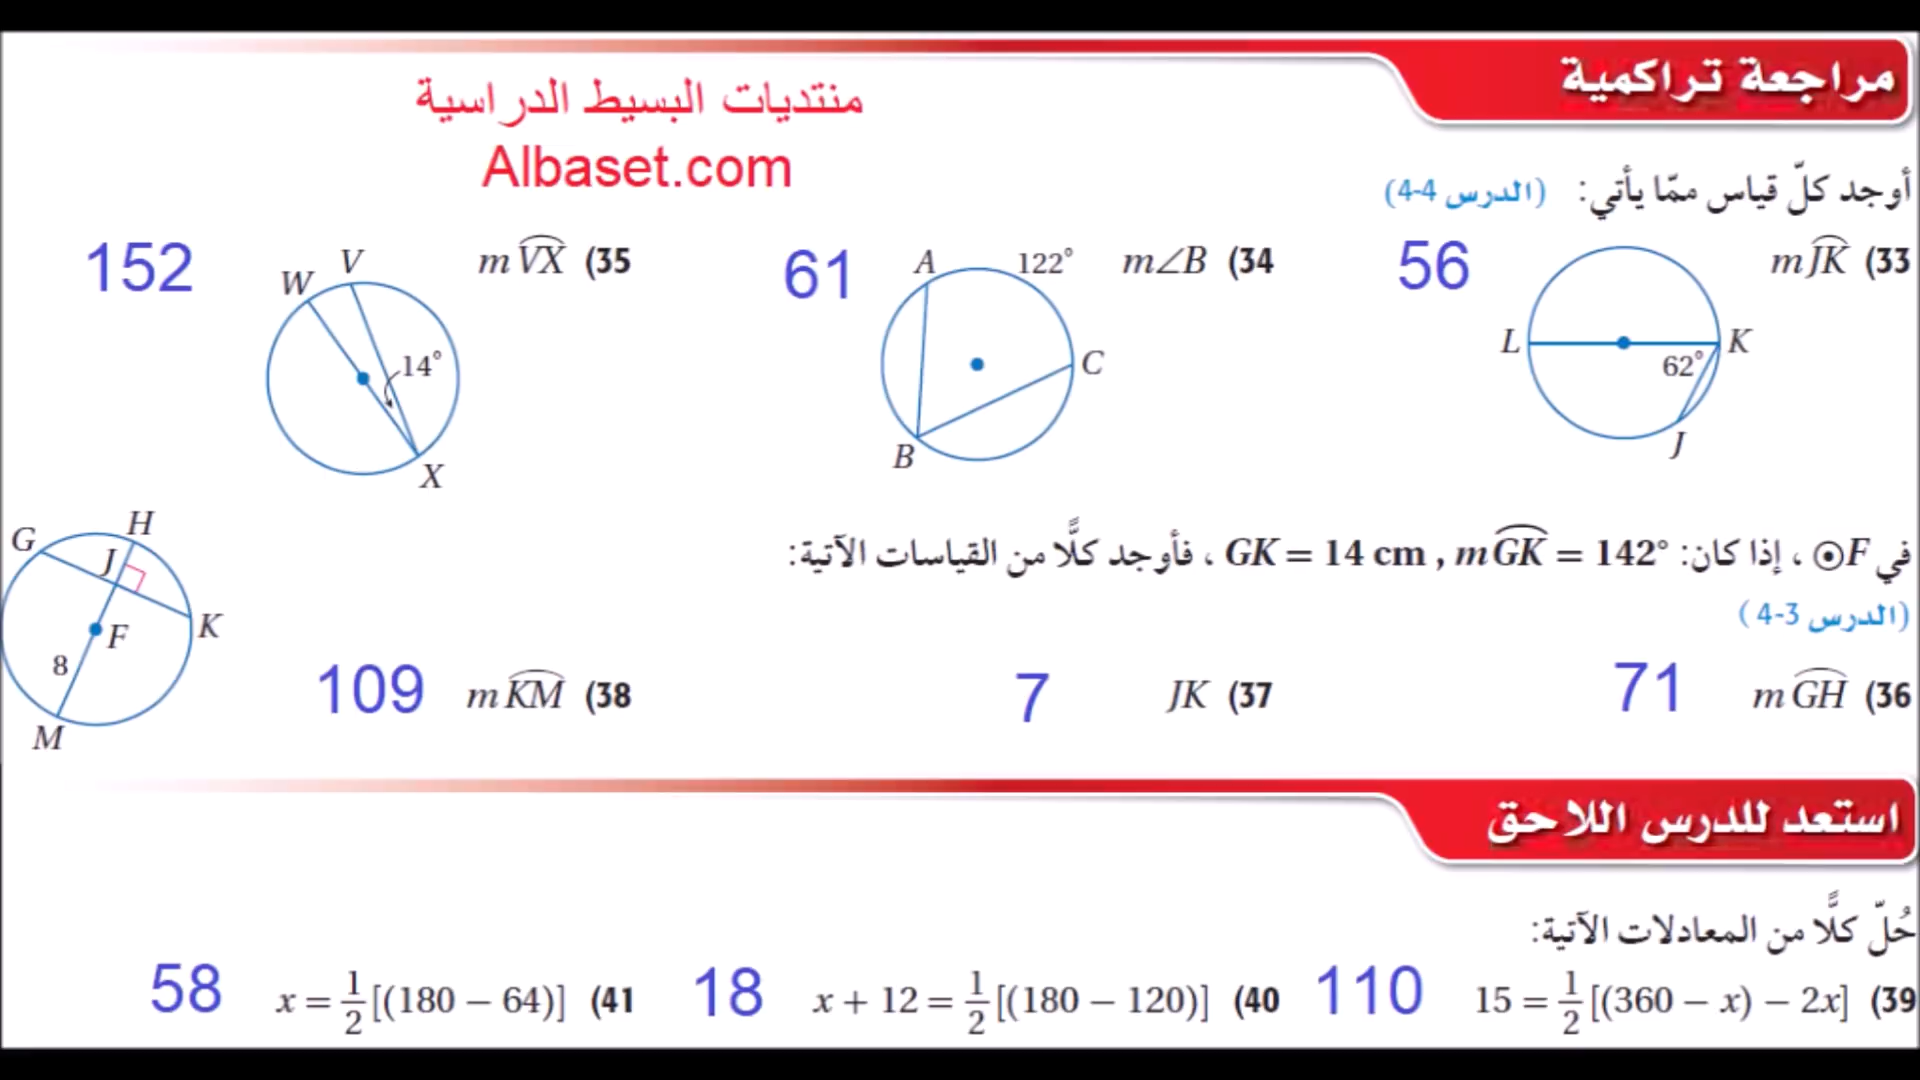 مراجعة تراكمية
منتديات البسيط الدراسية
Albaset.com
أوجد كلّ قياس ممّا يأتي: (الدرس 4-4)
33) m JK 56
L K 62° J
34) m∠B 61
A 122° C B
35) m VX 152
W V 14° X
في ⊙F ، إذا كان: GK = 14 cm , m GK = 142° ، فأوجد كلًّا من القياسات الآتية:
(الدرس 3-4)
G H J K F 8 M
36) m GH 71
37) JK 7
38) m KM 109
استعد للدرس اللاحق
حُلّ كلًّا من المعادلات الآتية:
39) 15 = 1/2 [(360 − x) − 2x] 110
40) x + 12 = 1/2 [(180 − 120)] 18
41) x = 1/2 [(180 − 64)] 58